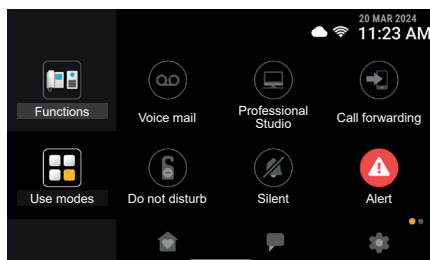 20 MAR 2024
11:23 AM
Functions
Voice mail
Professional
Studio
Call forwarding
Use modes
Do not disturb
Silent
Alert